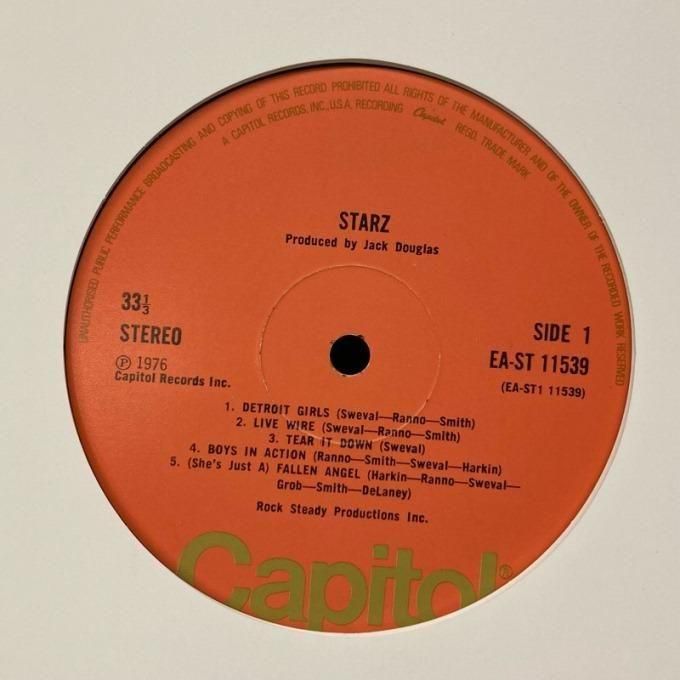 UNAUTHORISED PUBLIC PERFORMANCE BROADCASTING AND COPYING OF THIS RECORD PROHIBITED ALL RIGHTS OF THE MANUFACTURER AND OF THE OWNER OF THE RECORDED WORK RESERVED
A CAPITOL RECORDS, INC., U.S.A. RECORDING Capitol REGD. TRADE MARK
STARZ
Produced by Jack Douglas
33⅓
STEREO
Ⓟ 1976
Capitol Records Inc.
SIDE 1
EA-ST 11539
(EA-ST1 11539)
1. DETROIT GIRLS (Sweval—Ranno—Smith)
2. LIVE WIRE (Sweval—Ranno—Smith)
3. TEAR IT DOWN (Sweval)
4. BOYS IN ACTION (Ranno—Smith—Sweval—Harkin)
5. (She's Just A) FALLEN ANGEL (Harkin—Ranno—Sweval—
Grob—Smith—DeLaney)
Rock Steady Productions Inc.
Capitol®